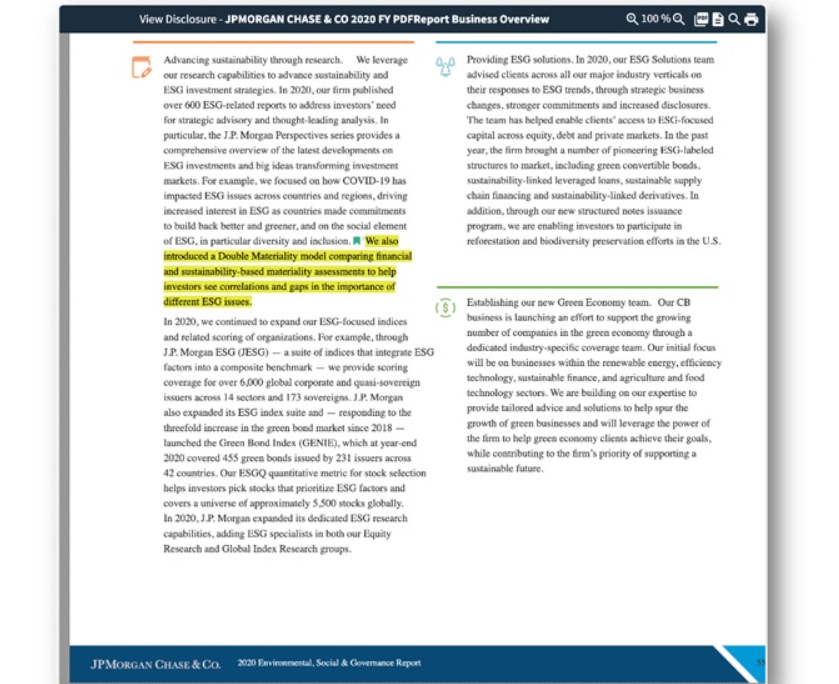 View Disclosure - JPMORGAN CHASE & CO 2020 FY PDFReport Business Overview
100 %
Advancing sustainability through research. We leverage
our research capabilities to advance sustainability and
ESG investment strategies. In 2020, our firm published
over 600 ESG-related reports to address investors' need
for strategic advisory and thought-leading analysis. In
particular, the J.P. Morgan Perspectives series provides a
comprehensive overview of the latest developments on
ESG investments and big ideas transforming investment
markets. For example, we focused on how COVID-19 has
impacted ESG issues across countries and regions, driving
increased interest in ESG as countries made commitments
to build back better and greener, and on the social element
of ESG, in particular diversity and inclusion. We also
introduced a Double Materiality model comparing financial
and sustainability-based materiality assessments to help
investors see correlations and gaps in the importance of
different ESG issues.
In 2020, we continued to expand our ESG-focused indices
and related scoring of organizations. For example, through
J.P. Morgan ESG (JESG) — a suite of indices that integrate ESG
factors into a composite benchmark — we provide scoring
coverage for over 6,000 global corporate and quasi-sovereign
issuers across 14 sectors and 173 sovereigns. J.P. Morgan
also expanded its ESG index suite and — responding to the
threefold increase in the green bond market since 2018 —
launched the Green Bond Index (GENIE), which at year-end
2020 covered 455 green bonds issued by 231 issuers across
42 countries. Our ESGQ quantitative metric for stock selection
helps investors pick stocks that prioritize ESG factors and
covers a universe of approximately 5,500 stocks globally.
In 2020, J.P. Morgan expanded its dedicated ESG research
capabilities, adding ESG specialists in both our Equity
Research and Global Index Research groups.
Providing ESG solutions. In 2020, our ESG Solutions team
advised clients across all our major industry verticals on
their responses to ESG trends, through strategic business
changes, stronger commitments and increased disclosures.
The team has helped enable clients' access to ESG-focused
capital across equity, debt and private markets. In the past
year, the firm brought a number of pioneering ESG-labeled
structures to market, including green convertible bonds,
sustainability-linked leveraged loans, sustainable supply
chain financing and sustainability-linked derivatives. In
addition, through our new structured notes issuance
program, we are enabling investors to participate in
reforestation and biodiversity preservation efforts in the U.S.
Establishing our new Green Economy team. Our CB
business is launching an effort to support the growing
number of companies in the green economy through a
dedicated industry-specific coverage team. Our initial focus
will be on businesses within the renewable energy, efficiency
technology, sustainable finance, and agriculture and food
technology sectors. We are building on our expertise to
provide tailored advice and solutions to help spur the
growth of green businesses and will leverage the power of
the firm to help green economy clients achieve their goals,
while contributing to the firm's priority of supporting a
sustainable future.
JPMORGAN CHASE & CO. 2020 Environmental, Social & Governance Report